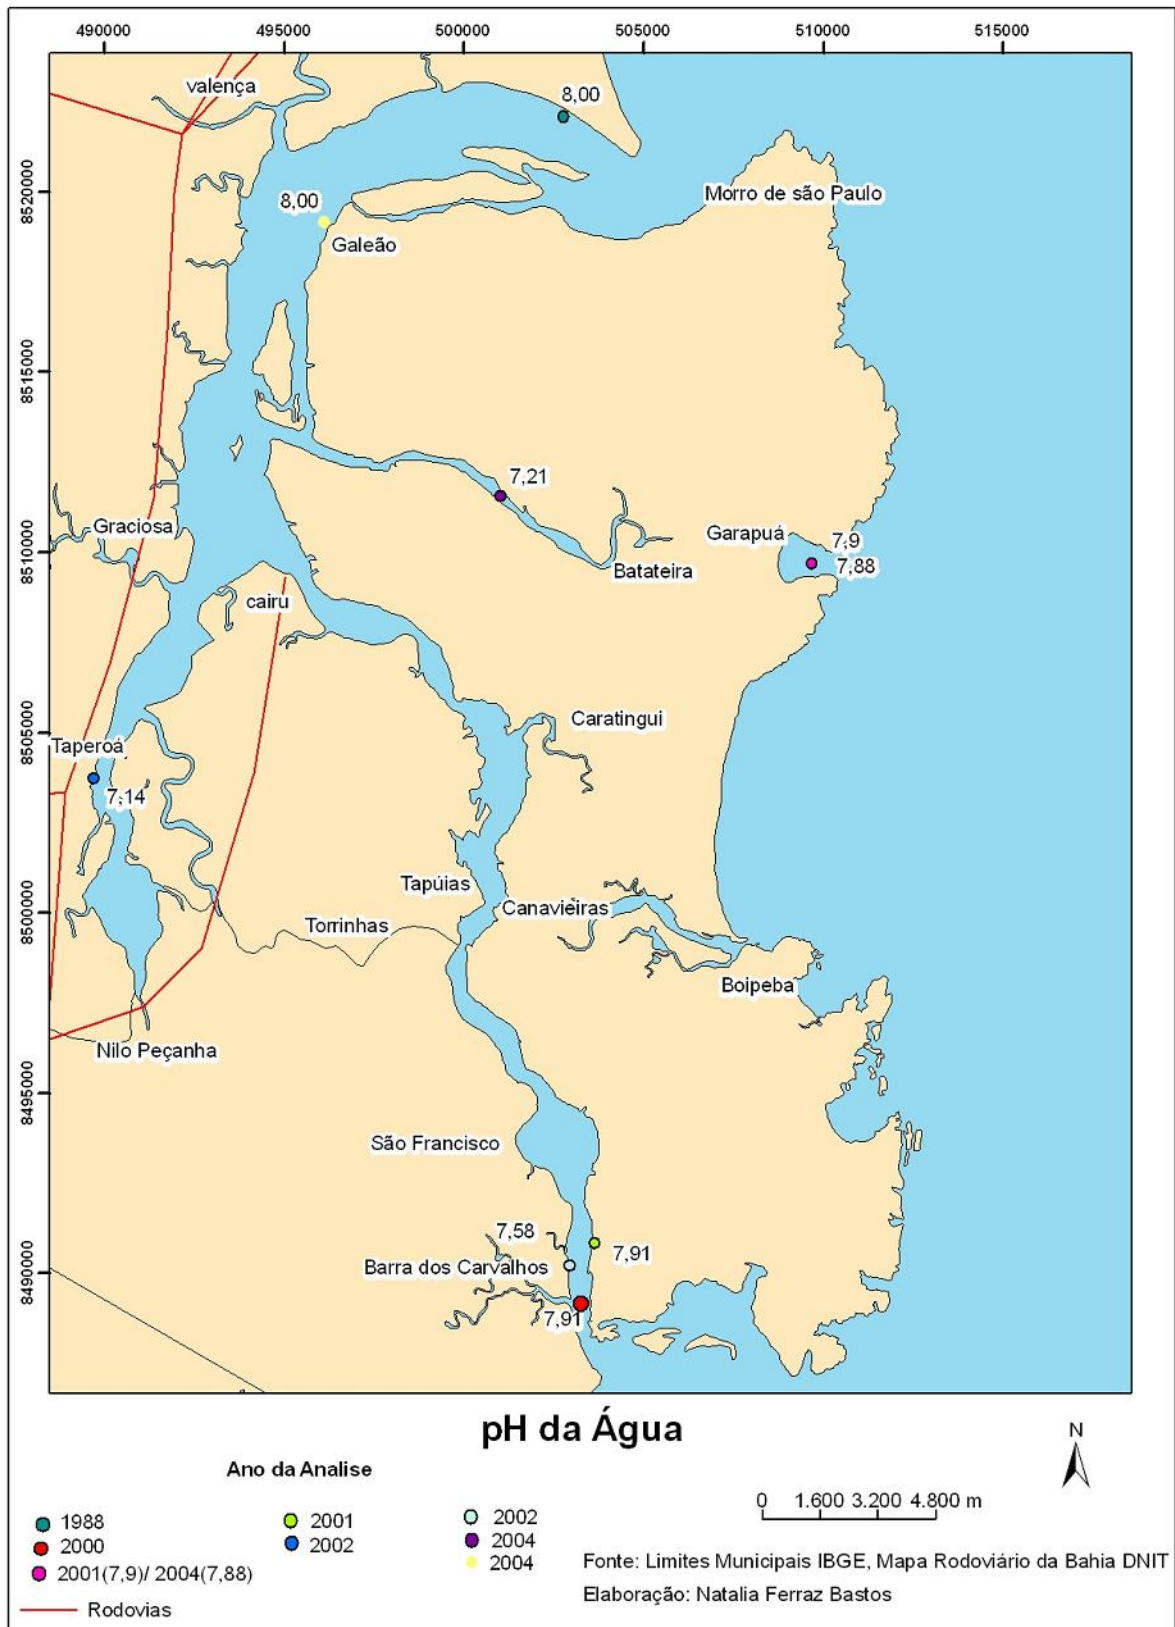 490000 495000 500000 505000 510000 515000
8520000
8515000
8510000
8505000
8500000
8495000
8490000
valença
8,00
Morro de são Paulo
8,00
Galeão
7,21
Graciosa
Garapuá
7,9
7,88
Batateira
cairu
Caratingui
Taperoá
7,14
Tapúias
Canavieiras
Torrinhas
Boipeba
Nilo Peçanha
São Francisco
7,58
7,91
Barra dos Carvalhos
7,91
pH da Água
N
Ano da Analise
1988
2000
2001(7,9)/ 2004(7,88)
Rodovias
2001
2002
2002
2004
2004
0 1.600 3.200 4.800 m
Fonte: Limites Municipais IBGE, Mapa Rodoviário da Bahia DNIT
Elaboração: Natalia Ferraz Bastos